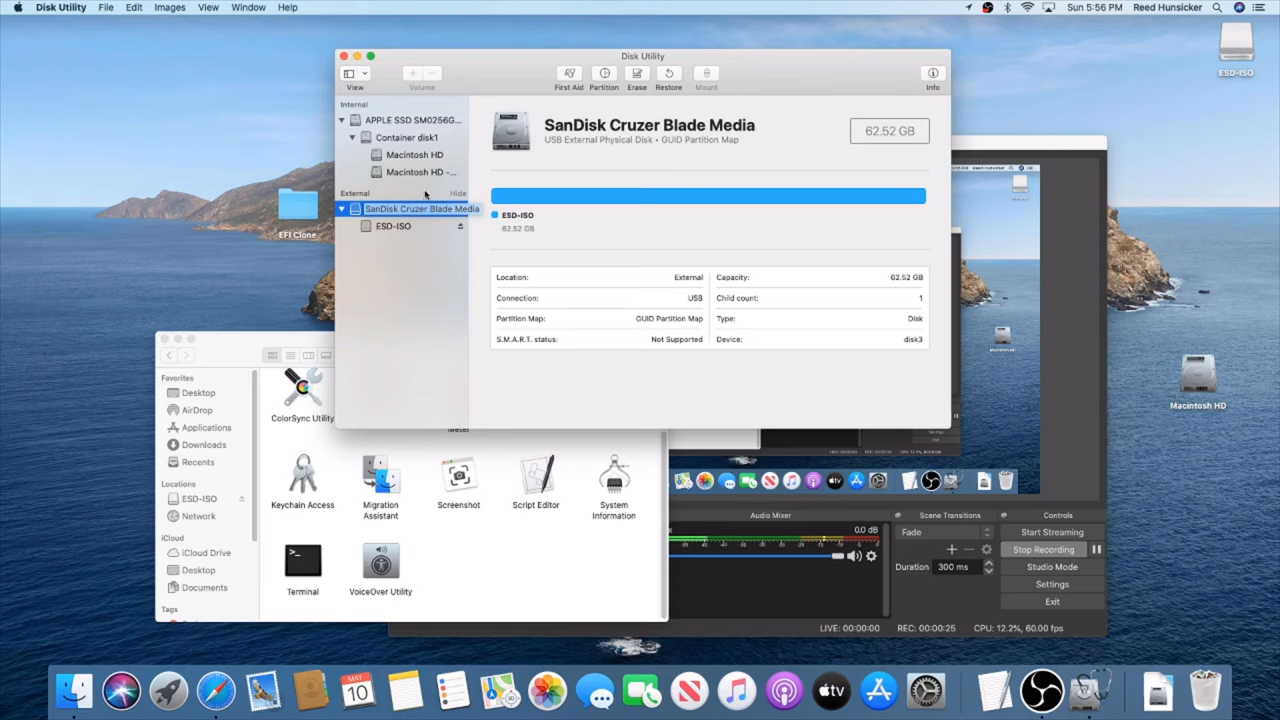 Disk Utility File Edit Images View Window Help Sun 5:56 PM Reed Hunsicker
ESD-ISO
Disk Utility
View Volume First Aid Partition Erase Restore Mount Info
Internal
APPLE SSD SM0256G...
Container disk1
Macintosh HD
Macintosh HD -...
External Hide
SanDisk Cruzer Blade Media
ESD-ISO
SanDisk Cruzer Blade Media
USB External Physical Disk • GUID Partition Map
62.52 GB
ESD-ISO
62.52 GB
Location: External
Capacity: 62.52 GB
Connection: USB
Child count: 1
Partition Map: GUID Partition Map
Type: Disk
S.M.A.R.T. status: Not Supported
Device: disk3
EFI Clone
Macintosh HD
Favorites
Desktop
AirDrop
Applications
Downloads
Recents
Locations
ESD-ISO
Network
iCloud
iCloud Drive
Desktop
Documents
Tags
ColorSync Utility
Keychain Access
Migration
Assistant
Screenshot
Script Editor
System
Information
Terminal
VoiceOver Utility
Audio Mixer
0.0 dB
Scene Transitions
Fade
Duration 300 ms
Controls
Start Streaming
Stop Recording
Studio Mode
Settings
Exit
LIVE: 00:00:00 REC: 00:00:25 CPU: 12.2%, 60.00 fps
MAY
10
tv